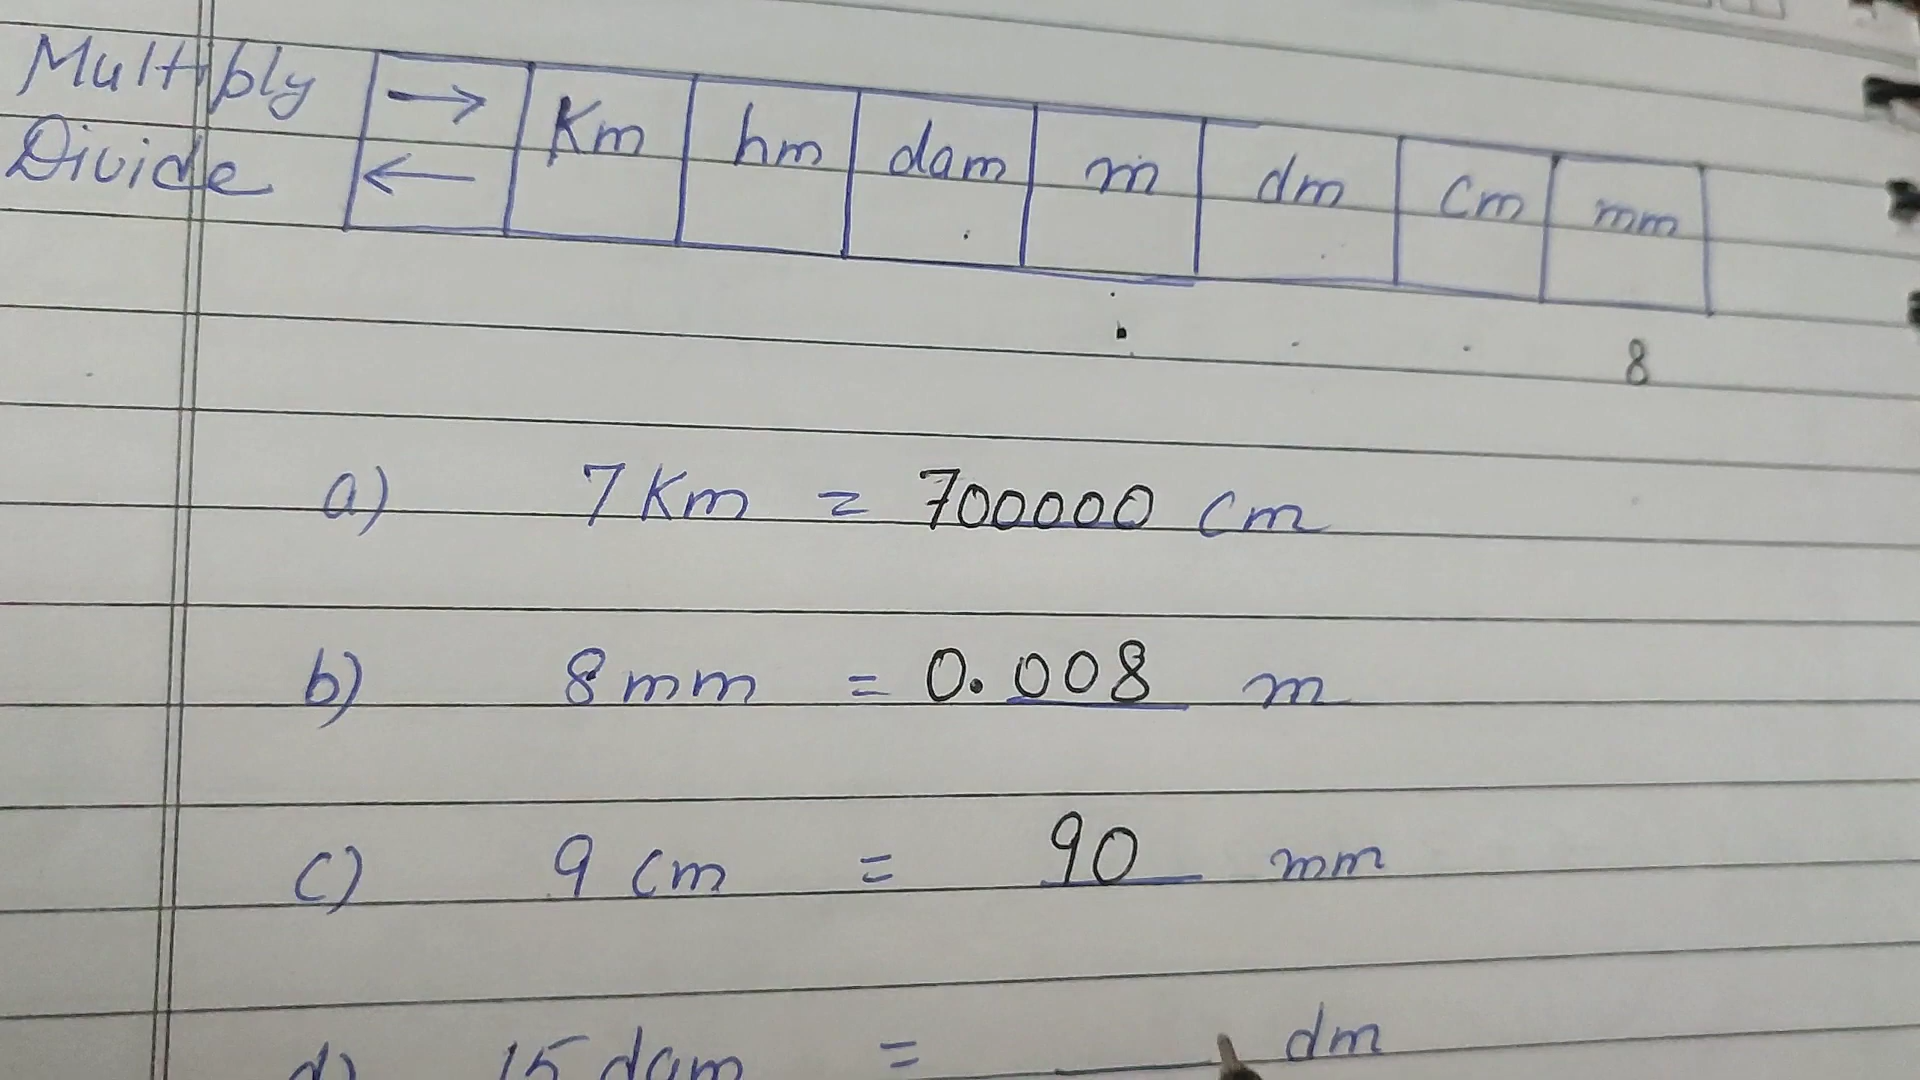 Multiply → Km hm dam m dm cm mm
Divide ←
8
a) 7 Km = 700000 cm
b) 8 mm = 0.008 m
c) 9 cm = 90 mm
d) 15 dam = ____ dm